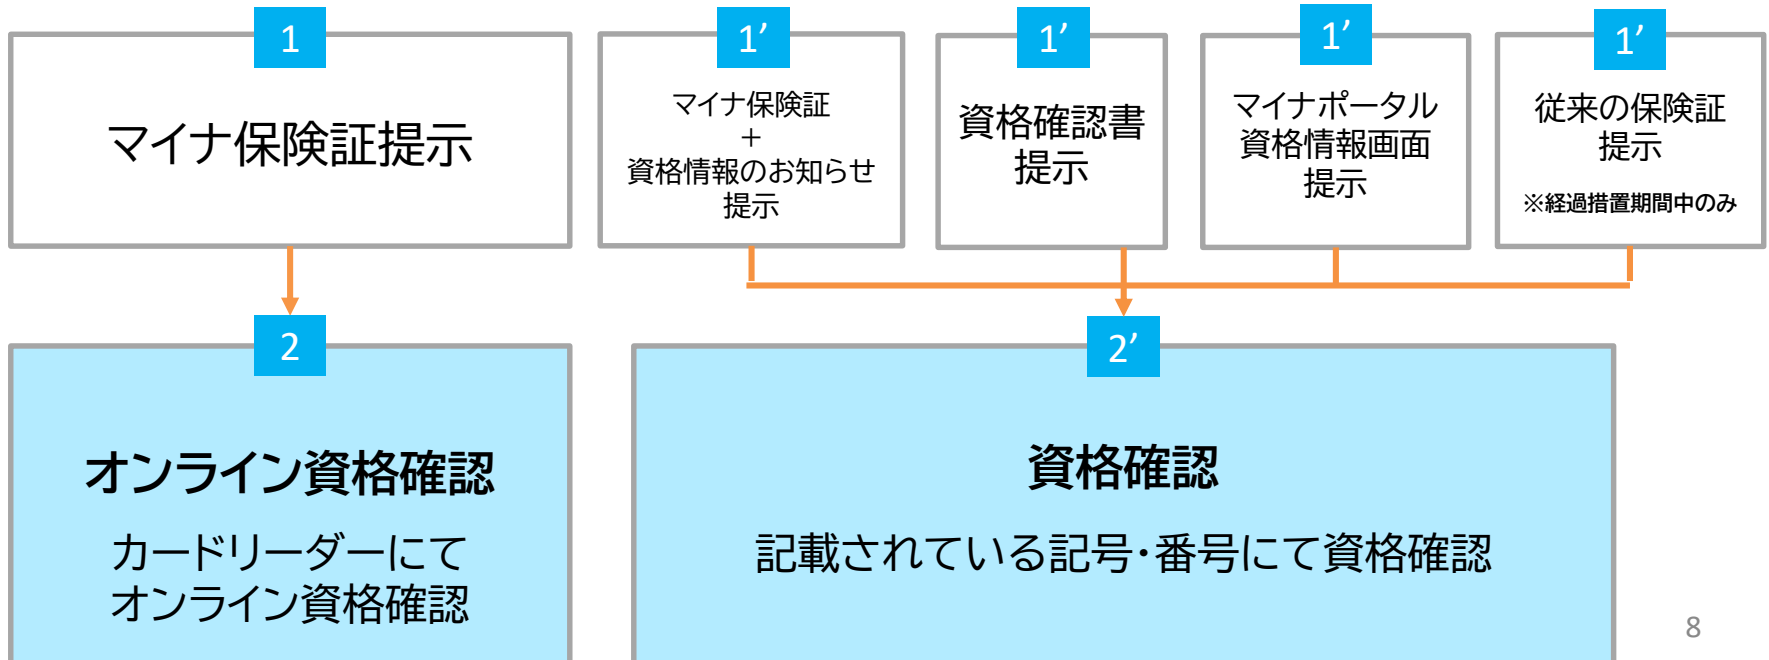 1
マイナ保険証提示
1’
マイナ保険証
＋
資格情報のお知らせ
提示
1’
資格確認書
提示
1’
マイナポータル
資格情報画面
提示
1’
従来の保険証
提示
※経過措置期間中のみ
2
オンライン資格確認
カードリーダーにて
オンライン資格確認
2’
資格確認
記載されている記号・番号にて資格確認
8